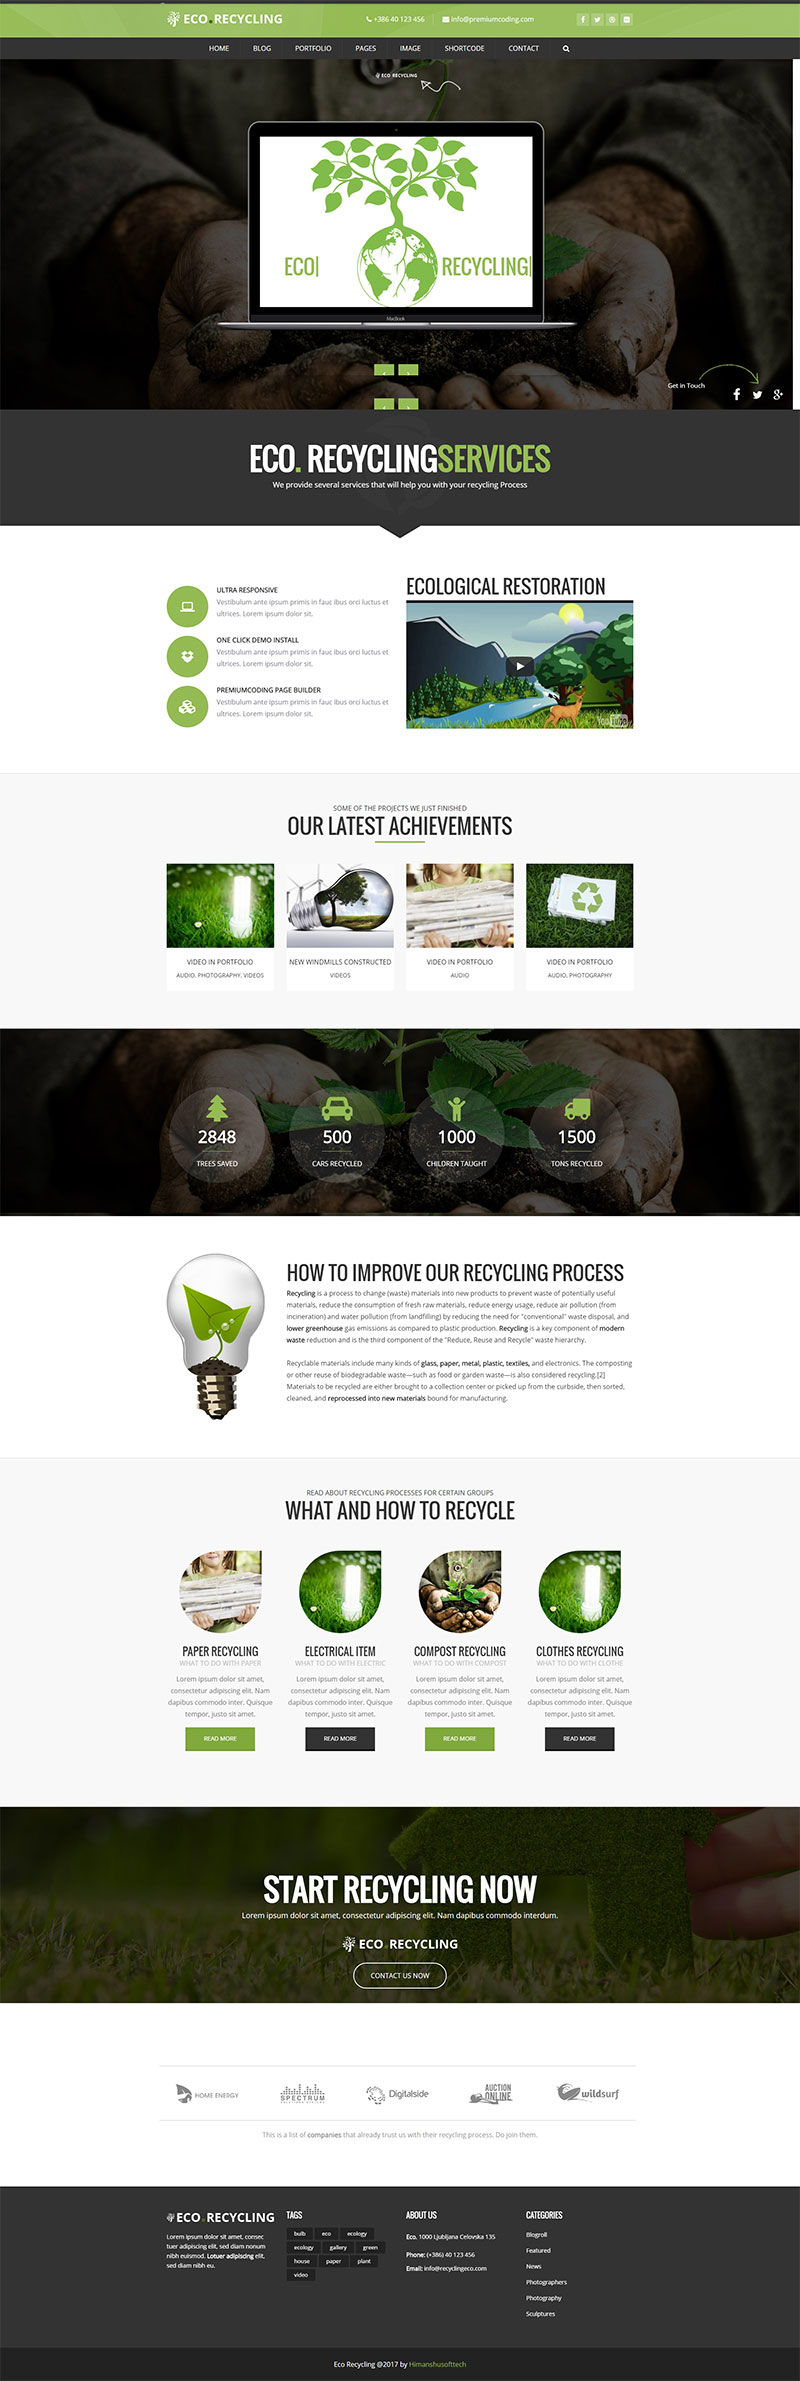 ECO.RECYCLING
+386 40 123 456
info@premiumcoding.com
HOME BLOG PORTFOLIO PAGES IMAGE SHORTCODE CONTACT
ECO RECYCLING
ECO| RECYCLING|
MacBook
Get in Touch
ECO. RECYCLINGSERVICES
We provide several services that will help you with your recycling Process
ULTRA RESPONSIVE
Vestibulum ante ipsum primis in fauc ibus orci luctus et
ultrices. Lorem ipsum dolor sit.
ONE CLICK DEMO INSTALL
Vestibulum ante ipsum primis in fauc ibus orci luctus et
ultrices. Lorem ipsum dolor sit.
PREMIUMCODING PAGE BUILDER
Vestibulum ante ipsum primis in fauc ibus orci luctus et
ultrices. Lorem ipsum dolor sit.
ECOLOGICAL RESTORATION
YouTube
SOME OF THE PROJECTS WE JUST FINISHED
OUR LATEST ACHIEVEMENTS
VIDEO IN PORTFOLIO
AUDIO, PHOTOGRAPHY, VIDEOS
NEW WINDMILLS CONSTRUCTED
VIDEOS
VIDEO IN PORTFOLIO
AUDIO
VIDEO IN PORTFOLIO
AUDIO, PHOTOGRAPHY
2848
TREES SAVED
500
CARS RECYCLED
1000
CHILDREN TAUGHT
1500
TONS RECYCLED
HOW TO IMPROVE OUR RECYCLING PROCESS
Recycling is a process to change (waste) materials into new products to prevent waste of potentially useful
materials, reduce the consumption of fresh raw materials, reduce energy usage, reduce air pollution (from
incineration) and water pollution (from landfilling) by reducing the need for "conventional" waste disposal, and
lower greenhouse gas emissions as compared to plastic production. Recycling is a key component of modern
waste reduction and is the third component of the "Reduce, Reuse and Recycle" waste hierarchy.
Recyclable materials include many kinds of glass, paper, metal, plastic, textiles, and electronics. The composting
or other reuse of biodegradable waste—such as food or garden waste—is also considered recycling.[2]
Materials to be recycled are either brought to a collection center or picked up from the curbside, then sorted,
cleaned, and reprocessed into new materials bound for manufacturing.
READ ABOUT RECYCLING PROCESSES FOR CERTAIN GROUPS
WHAT AND HOW TO RECYCLE
PAPER RECYCLING
WHAT TO DO WITH PAPER
Lorem ipsum dolor sit amet,
consectetur adipiscing elit. Nam
dapibus commodo inter. Quisque
tempor, justo sit amet.
READ MORE
ELECTRICAL ITEM
WHAT TO DO WITH ELECTRIC
Lorem ipsum dolor sit amet,
consectetur adipiscing elit. Nam
dapibus commodo inter. Quisque
tempor, justo sit amet.
READ MORE
COMPOST RECYCLING
WHAT TO DO WITH COMPOST
Lorem ipsum dolor sit amet,
consectetur adipiscing elit. Nam
dapibus commodo inter. Quisque
tempor, justo sit amet.
READ MORE
CLOTHES RECYCLING
WHAT TO DO WITH CLOTHE
Lorem ipsum dolor sit amet,
consectetur adipiscing elit. Nam
dapibus commodo inter. Quisque
tempor, justo sit amet.
READ MORE
START RECYCLING NOW
Lorem ipsum dolor sit amet, consectetur adipiscing elit. Nam dapibus commodo interdum.
ECO.RECYCLING
CONTACT US NOW
HOME ENERGY
SPECTRUM
Digitalside
AUCTION
ONLINE
wildsurf
This is a list of companies that already trust us with their recycling process. Do join them.
ECO.RECYCLING
Lorem ipsum dolor sit amet, consec
tuer adipiscing elit, sed diam nonum
nibh euismod. Lotuer adipiscing elit,
sed diam nibh eu.
TAGS
bulb eco ecology
ecology gallery green
house paper plant
video
ABOUT US
Eco. 1000 Ljubljana Celovska 135
Phone: (+386) 40 123 456
Email: info@recyclingeco.com
CATEGORIES
Blogroll
Featured
News
Photographers
Photography
Sculptures
Eco Recycling @2017 by Himanshusofttech